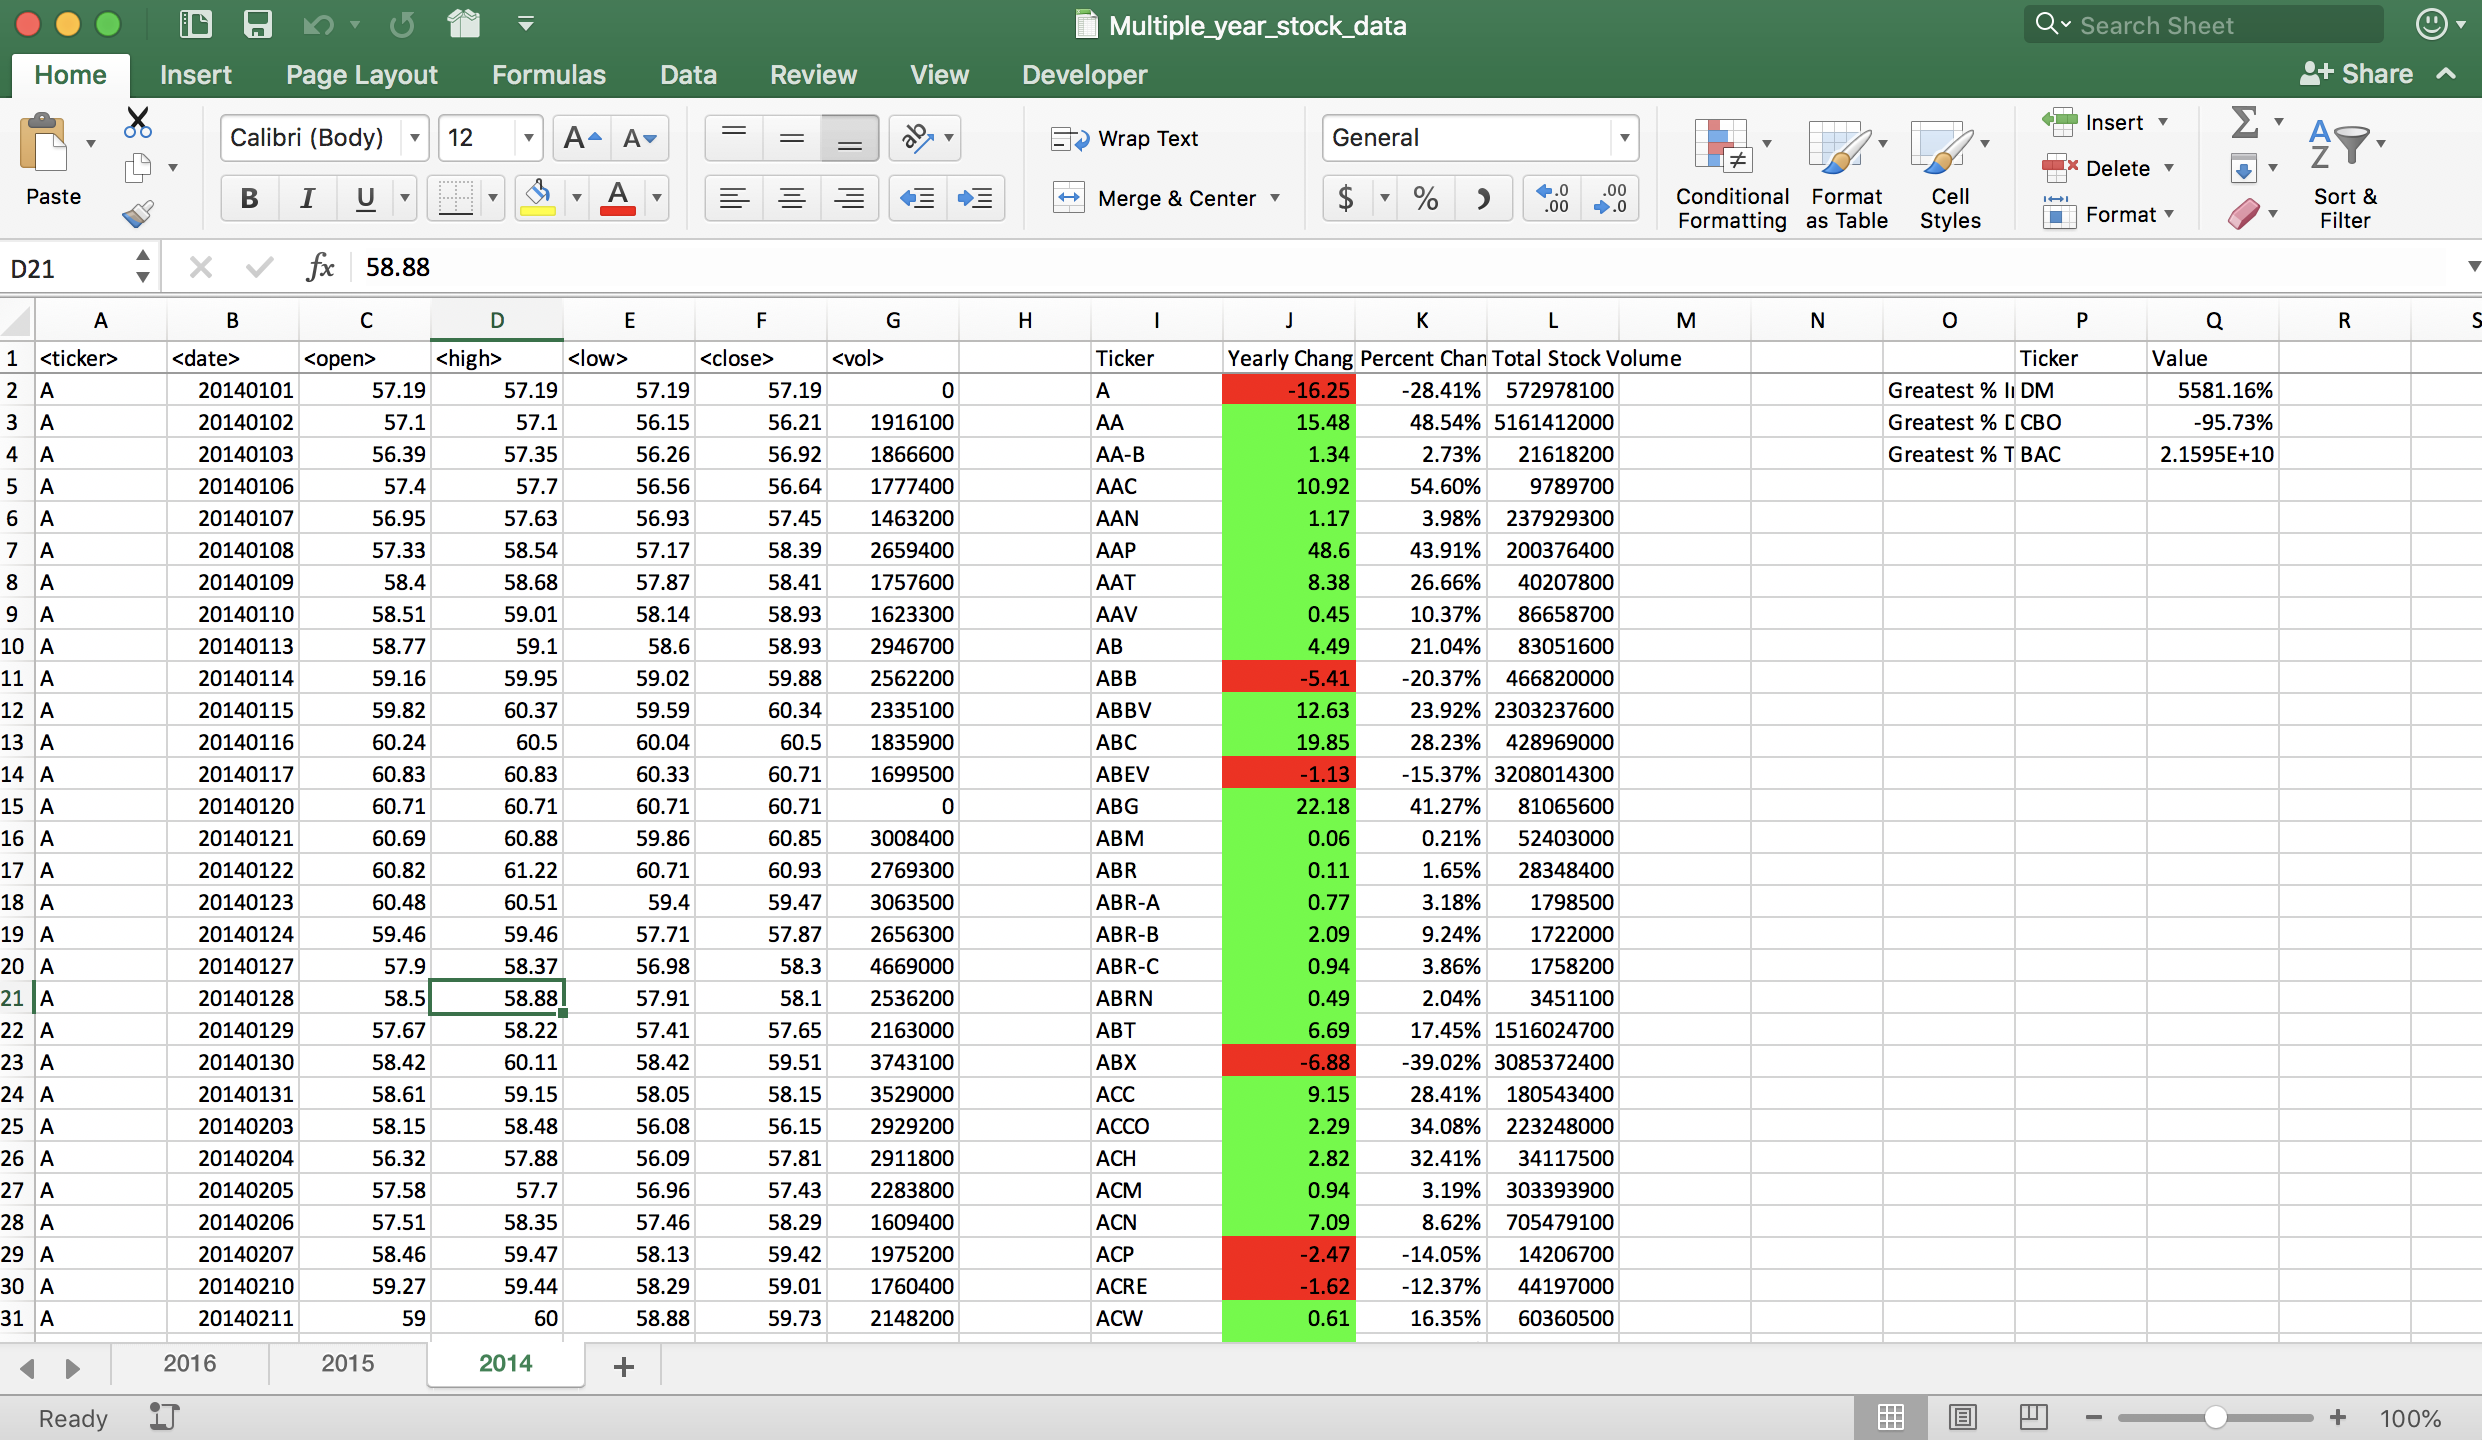 Multiple_year_stock_data
Search Sheet
Home Insert Page Layout Formulas Data Review View Developer Share
Paste
Calibri (Body) 12 A A
B I U A
ab
Wrap Text
Merge & Center
General
$ % .0 .00 .00 .0
Conditional Formatting
Format as Table
Cell Styles
Insert
Delete
Format
A Z
Sort & Filter
D21 fx 58.88
A B C D E F G H I J K L M N O P Q R S
1 <ticker> <date> <open> <high> <low> <close> <vol> Ticker Yearly Chang Percent Chan Total Stock Volume Ticker Value
2 A 20140101 57.19 57.19 57.19 57.19 0 A -16.25 -28.41% 572978100 Greatest % I DM 5581.16%
3 A 20140102 57.1 57.1 56.15 56.21 1916100 AA 15.48 48.54% 5161412000 Greatest % D CBO -95.73%
4 A 20140103 56.39 57.35 56.26 56.92 1866600 AA-B 1.34 2.73% 21618200 Greatest % T BAC 2.1595E+10
5 A 20140106 57.4 57.7 56.56 56.64 1777400 AAC 10.92 54.60% 9789700
6 A 20140107 56.95 57.63 56.93 57.45 1463200 AAN 1.17 3.98% 237929300
7 A 20140108 57.33 58.54 57.17 58.39 2659400 AAP 48.6 43.91% 200376400
8 A 20140109 58.4 58.68 57.87 58.41 1757600 AAT 8.38 26.66% 40207800
9 A 20140110 58.51 59.01 58.14 58.93 1623300 AAV 0.45 10.37% 86658700
10 A 20140113 58.77 59.1 58.6 58.93 2946700 AB 4.49 21.04% 83051600
11 A 20140114 59.16 59.95 59.02 59.88 2562200 ABB -5.41 -20.37% 466820000
12 A 20140115 59.82 60.37 59.59 60.34 2335100 ABBV 12.63 23.92% 2303237600
13 A 20140116 60.24 60.5 60.04 60.5 1835900 ABC 19.85 28.23% 428969000
14 A 20140117 60.83 60.83 60.33 60.71 1699500 ABEV -1.13 -15.37% 3208014300
15 A 20140120 60.71 60.71 60.71 60.71 0 ABG 22.18 41.27% 81065600
16 A 20140121 60.69 60.88 59.86 60.85 3008400 ABM 0.06 0.21% 52403000
17 A 20140122 60.82 61.22 60.71 60.93 2769300 ABR 0.11 1.65% 28348400
18 A 20140123 60.48 60.51 59.4 59.47 3063500 ABR-A 0.77 3.18% 1798500
19 A 20140124 59.46 59.46 57.71 57.87 2656300 ABR-B 2.09 9.24% 1722000
20 A 20140127 57.9 58.37 56.98 58.3 4669000 ABR-C 0.94 3.86% 1758200
21 A 20140128 58.5 58.88 57.91 58.1 2536200 ABRN 0.49 2.04% 3451100
22 A 20140129 57.67 58.22 57.41 57.65 2163000 ABT 6.69 17.45% 1516024700
23 A 20140130 58.42 60.11 58.42 59.51 3743100 ABX -6.88 -39.02% 3085372400
24 A 20140131 58.61 59.15 58.05 58.15 3529000 ACC 9.15 28.41% 180543400
25 A 20140203 58.15 58.48 56.08 56.15 2929200 ACCO 2.29 34.08% 223248000
26 A 20140204 56.32 57.88 56.09 57.81 2911800 ACH 2.82 32.41% 34117500
27 A 20140205 57.58 57.7 56.96 57.43 2283800 ACM 0.94 3.19% 303393900
28 A 20140206 57.51 58.35 57.46 58.29 1609400 ACN 7.09 8.62% 705479100
29 A 20140207 58.46 59.47 58.13 59.42 1975200 ACP -2.47 -14.05% 14206700
30 A 20140210 59.27 59.44 58.29 59.01 1760400 ACRE -1.62 -12.37% 44197000
31 A 20140211 59 60 58.88 59.73 2148200 ACW 0.61 16.35% 60360500
2016 2015 2014 +
Ready 100%